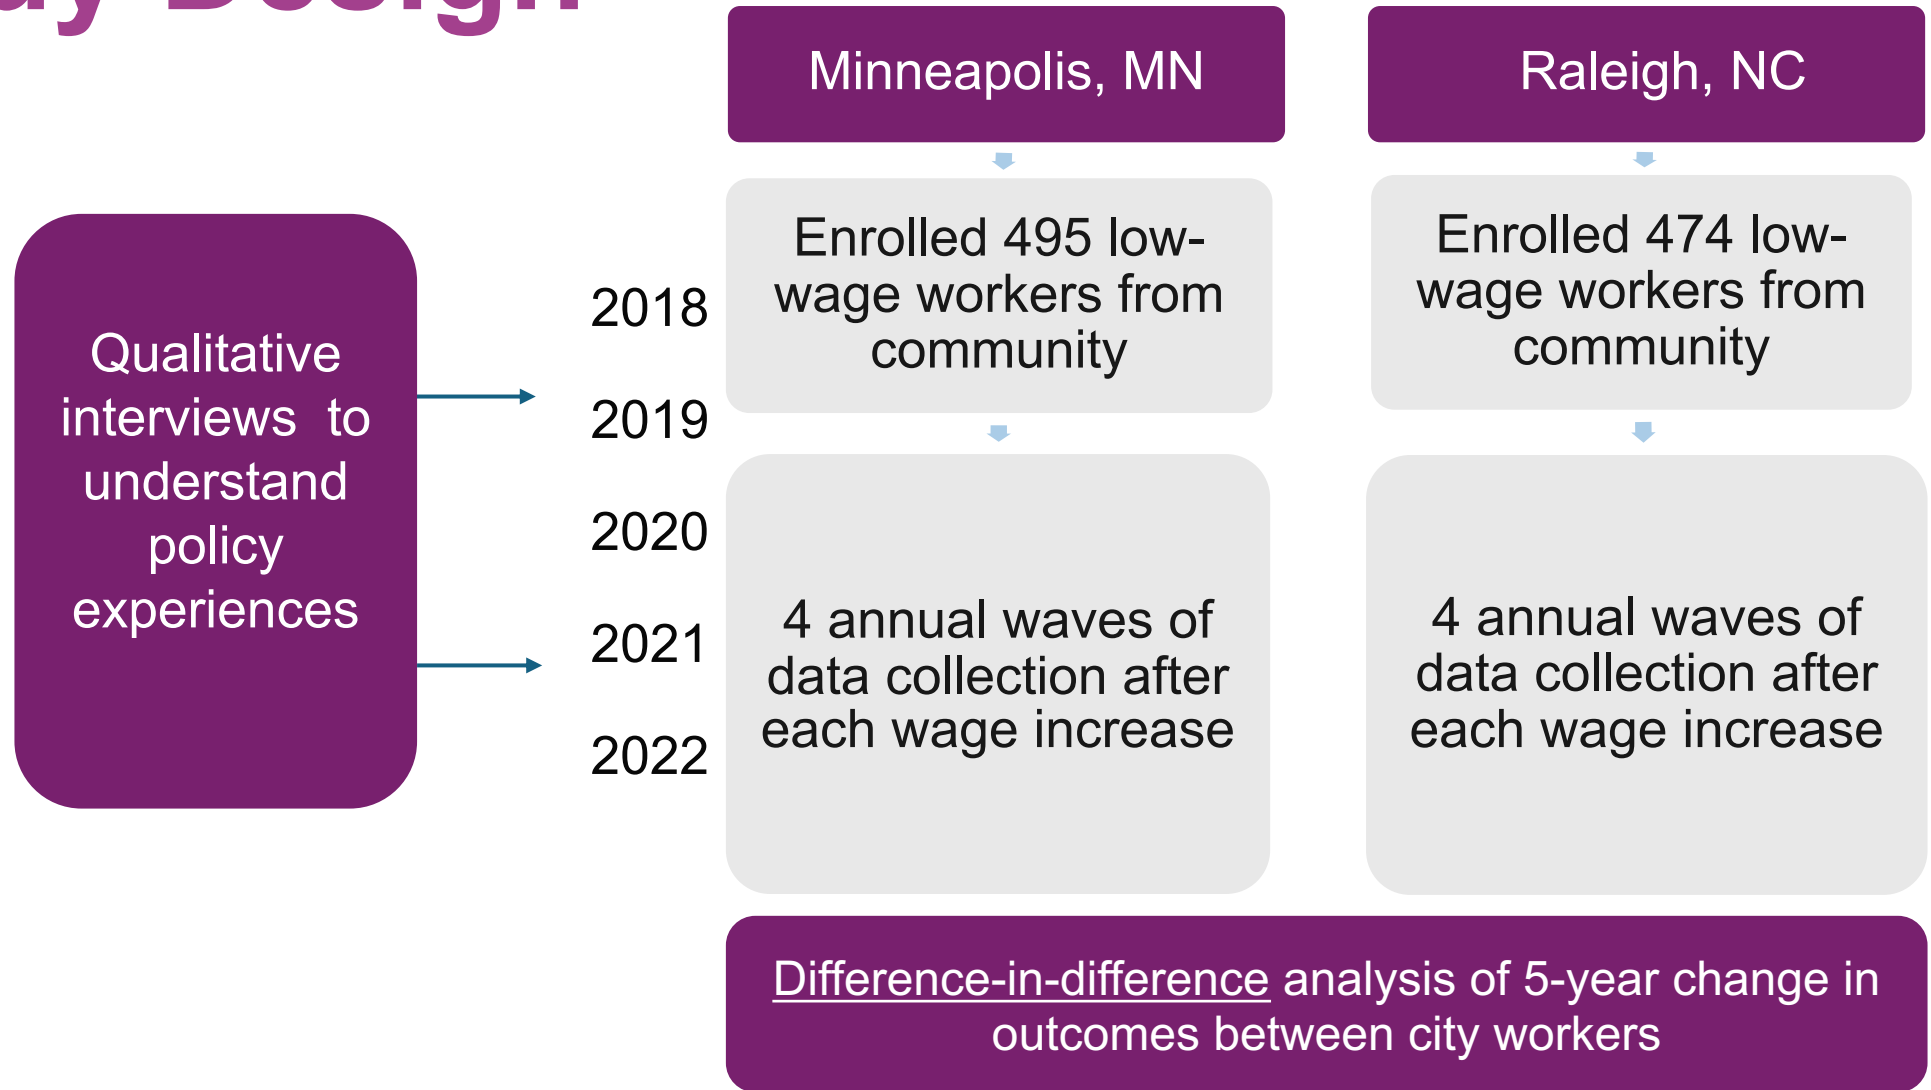 Design
Minneapolis, MN
Raleigh, NC
Qualitative
interviews to
understand
policy
experiences
2018
2019
2020
2021
2022
Enrolled 495 low-
wage workers from
community
Enrolled 474 low-
wage workers from
community
4 annual waves of
data collection after
each wage increase
4 annual waves of
data collection after
each wage increase
Difference-in-difference analysis of 5-year change in
outcomes between city workers